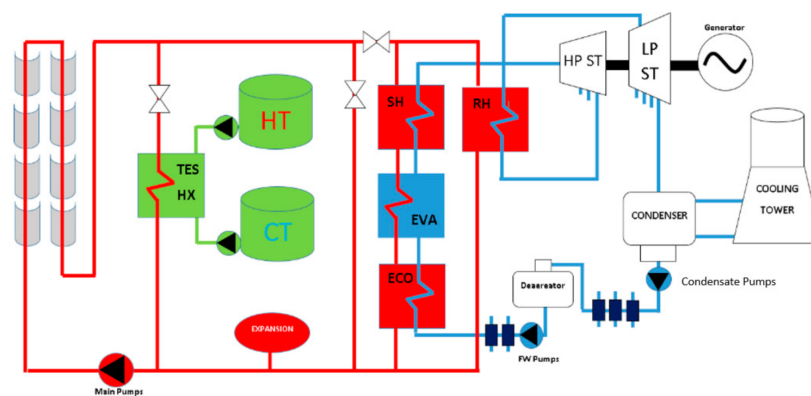 Generator
LP
ST
HP ST
SH
RH
HT
TES
HX
CT
EVA
ECO
CONDENSER
COOLING
TOWER
Deaereator
Condensate Pumps
EXPANSION
FW Pumps
Main Pumps